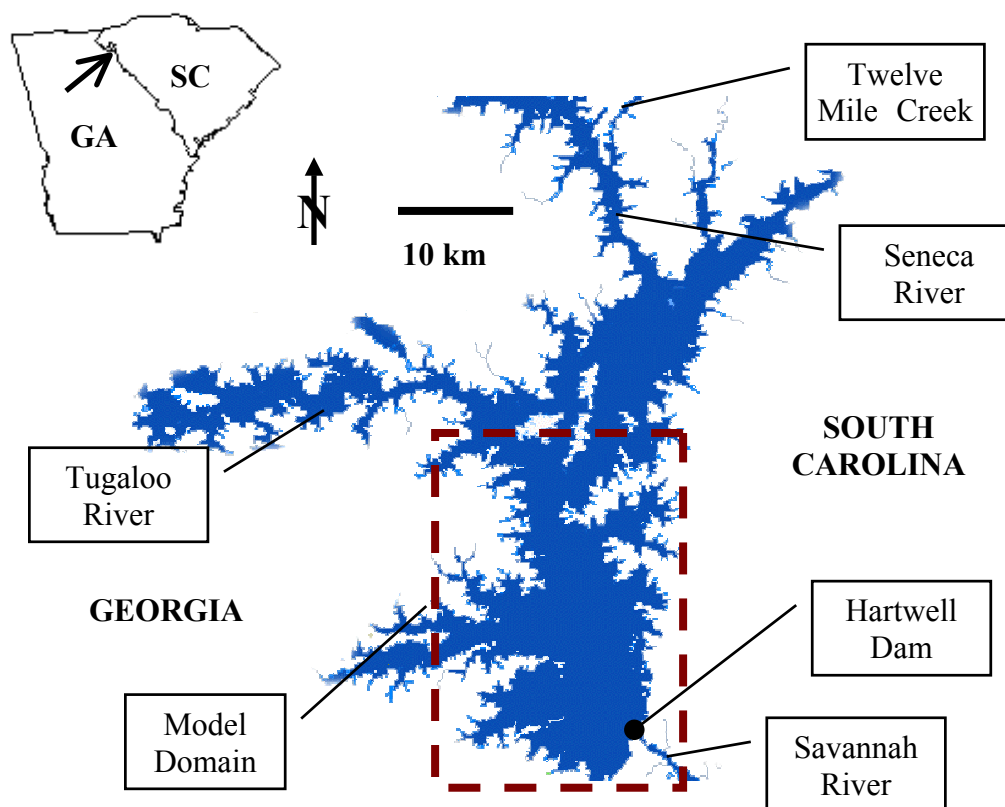 SC
GA
N
10 km
Twelve
Mile Creek
Seneca
River
SOUTH
CAROLINA
Tugaloo
River
GEORGIA
Hartwell
Dam
Model
Domain
Savannah
River